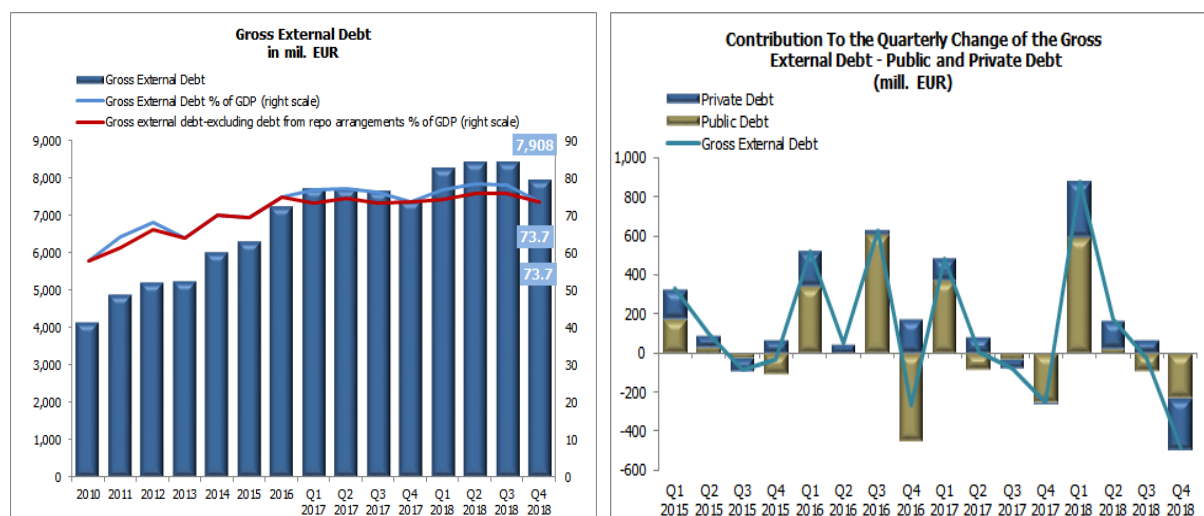 Gross External Debt
in mil. EUR
Gross External Debt
Gross External Debt % of GDP (right scale)
Gross external debt-excluding debt from repo arrangements % of GDP (right scale)
9,000
8,000
7,000
6,000
5,000
4,000
3,000
2,000
1,000
0
90
80
70
60
50
40
30
20
10
0
7,908
73.7
73.7
2010 2011 2012 2013 2014 2015 2016 Q1 Q2 Q3 Q4 Q1 Q2 Q3 Q4
2017 2017 2017 2017 2018 2018 2018 2018
Contribution To the Quarterly Change of the Gross
External Debt - Public and Private Debt
(mill. EUR)
Private Debt
Public Debt
Gross External Debt
1,000
800
600
400
200
0
-200
-400
-600
Q1 Q2 Q3 Q4 Q1 Q2 Q3 Q4 Q1 Q2 Q3 Q4 Q1 Q2 Q3 Q4
2015 2015 2015 2015 2016 2016 2016 2016 2017 2017 2017 2017 2018 2018 2018 2018